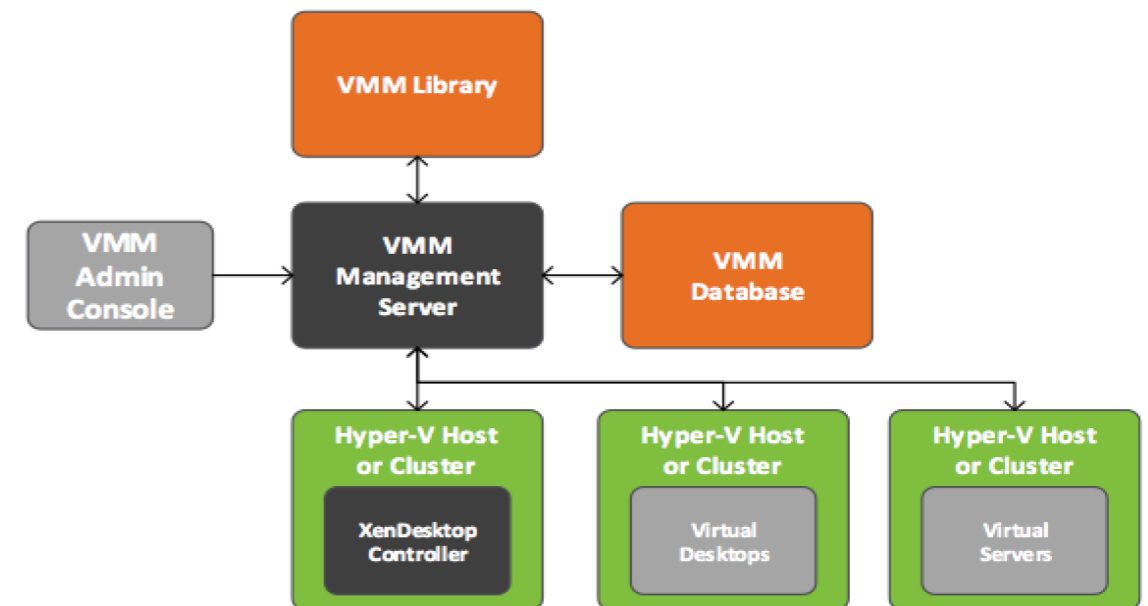 VMM Library
VMM
Admin
Console
VMM
Management
Server
VMM
Database
Hyper-V Host
or Cluster
XenDesktop
Controller
Hyper-V Host
or Cluster
Virtual
Desktops
Hyper-V Host
or Cluster
Virtual
Servers